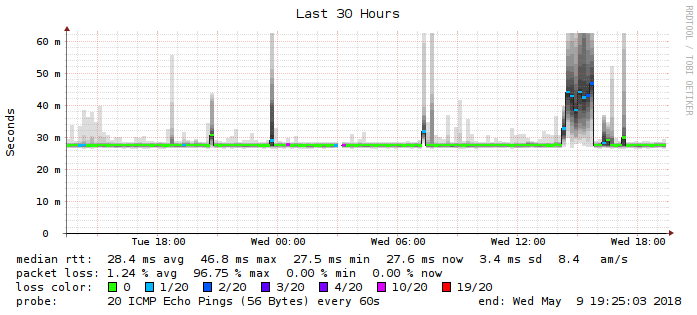 Last 30 Hours
RRDTOOL / TOBI OETIKER
Seconds
60 m
50 m
40 m
30 m
20 m
10 m
0
Tue 18:00 Wed 00:00 Wed 06:00 Wed 12:00 Wed 18:00
median rtt: 28.4 ms avg 46.8 ms max 27.5 ms min 27.6 ms now 3.4 ms sd 8.4 am/s
packet loss: 1.24 % avg 96.75 % max 0.00 % min 0.00 % now
loss color: 0 1/20 2/20 3/20 4/20 10/20 19/20
probe: 20 ICMP Echo Pings (56 Bytes) every 60s end: Wed May 9 19:25:03 2018